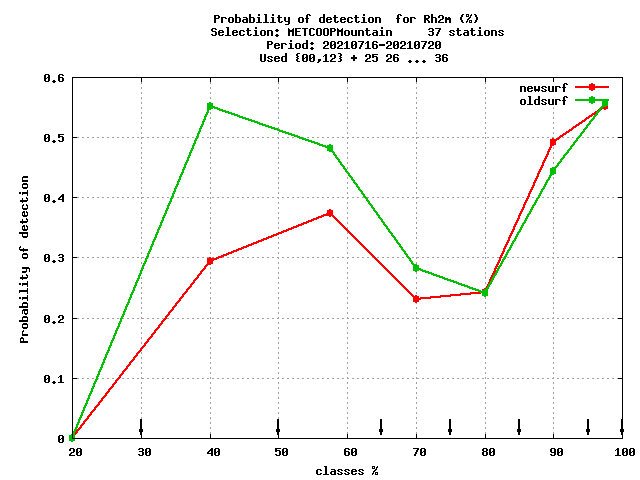 Probability of detection  for Rh2m (%)
Selection: METCOOPMountain     37 stations
Period: 20210716-20210720
Used {00,12} + 25 26 ... 36
newsurf
oldsurf
Probability of detection
0.6
0.5
0.4
0.3
0.2
0.1
0
20 30 40 50 60 70 80 90 100
classes %